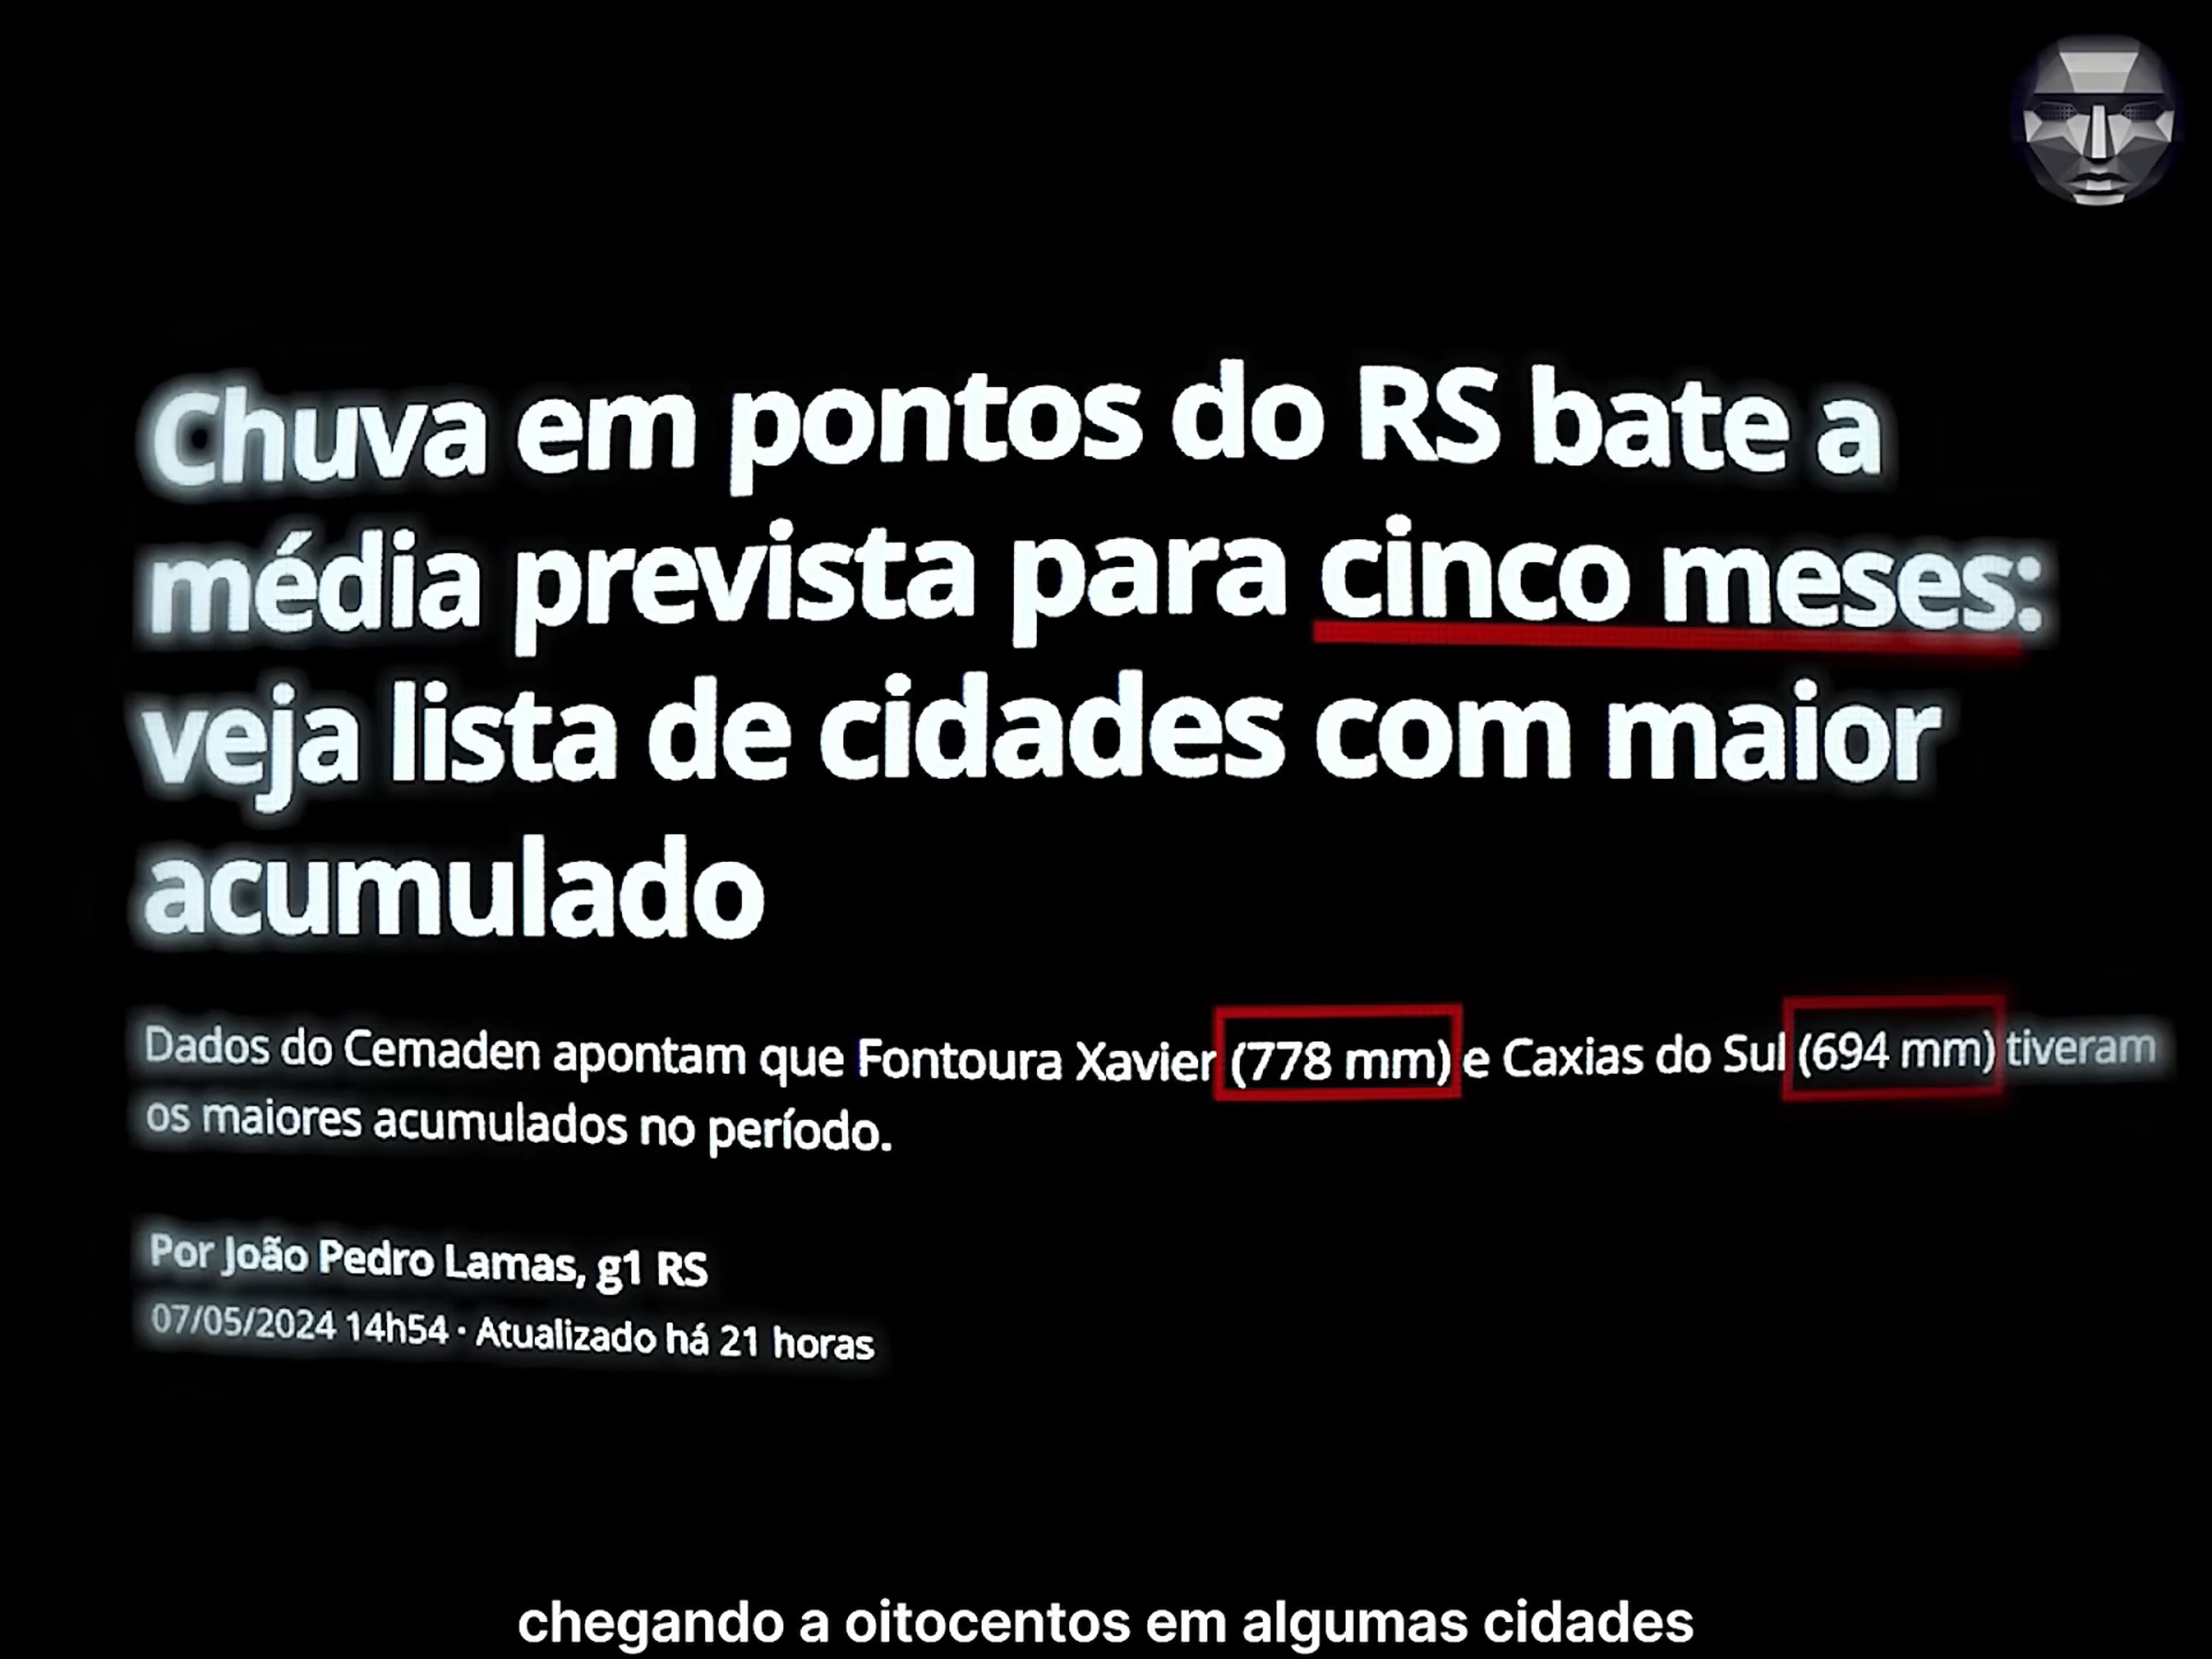 Chuva em pontos do RS bate a
média prevista para cinco meses:
veja lista de cidades com maior
acumulado
Dados do Cemaden apontam que Fontoura Xavier (778 mm) e Caxias do Sul (694 mm) tiveram
os maiores acumulados no período.
Por João Pedro Lamas, g1 RS
07/05/2024 14h54 · Atualizado há 21 horas
chegando a oitocentos em algumas cidades